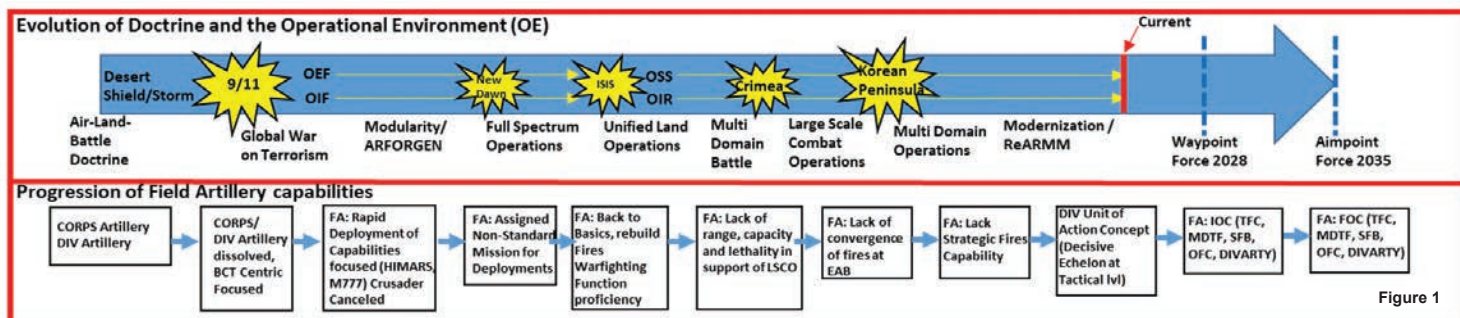 Evolution of Doctrine and the Operational Environment (OE)
Current
Desert
Shield/Storm
9/11
OEF
OIF
New
Dawn
ISIS
OSS
OIR
Crimea
Korean
Peninsula
Air-Land-
Battle
Doctrine
Global War
on Terrorism
Modularity/
ARFORGEN
Full Spectrum
Operations
Unified Land
Operations
Multi
Domain
Battle
Large Scale
Combat
Operations
Multi Domain
Operations
Modernization /
ReARMM
Waypoint
Force 2028
Aimpoint
Force 2035
Progression of Field Artillery capabilities
CORPS Artillery
DIV Artillery
CORPS/
DIV Artillery
dissolved,
BCT Centric
Focused
FA: Rapid
Deployment of
Capabilities
focused (HIMARS,
M777) Crusader
Canceled
FA: Assigned
Non-Standard
Mission for
Deployments
FA: Back to
Basics, rebuild
Fires
Warfighting
Function
proficiency
FA: Lack of
range, capacity
and lethality in
support of LSCO
FA: Lack of
convergence
of fires at
EAB
FA: Lack
Strategic Fires
Capability
DIV Unit of
Action Concept
(Decisive
Echelon at
Tactical lvl)
FA: IOC (TFC,
MDTF, SFB,
OFC, DIVARTY)
FA: FOC (TFC,
MDTF, SFB,
OFC, DIVARTY)
Figure 1